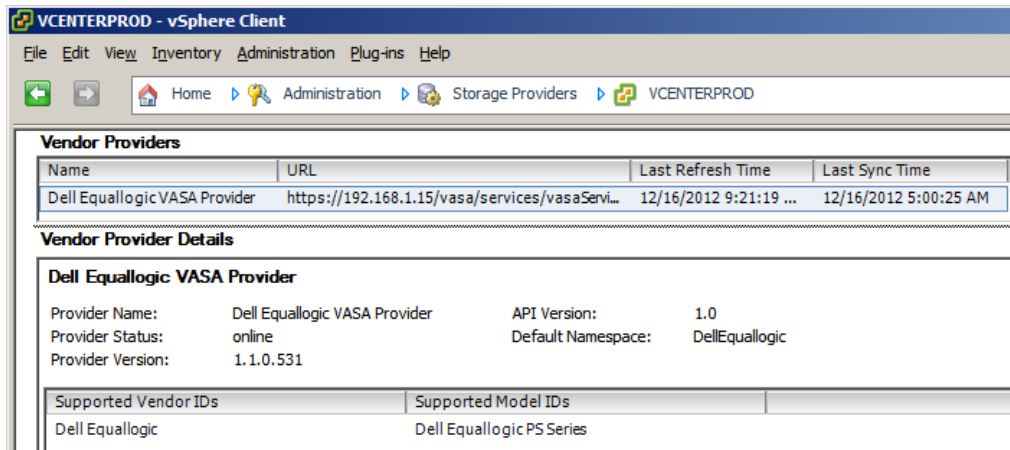 VCENTERPROD - vSphere Client
File Edit View Inventory Administration Plug-ins Help
Home Administration Storage Providers VCENTERPROD
Vendor Providers
Name URL Last Refresh Time Last Sync Time
Dell Equallogic VASA Provider https://192.168.1.15/vasa/services/vasaServi... 12/16/2012 9:21:19 ... 12/16/2012 5:00:25 AM
Vendor Provider Details
Dell Equallogic VASA Provider
Provider Name: Dell Equallogic VASA Provider API Version: 1.0
Provider Status: online Default Namespace: DellEquallogic
Provider Version: 1.1.0.531
Supported Vendor IDs Supported Model IDs
Dell Equallogic Dell Equallogic PS Series